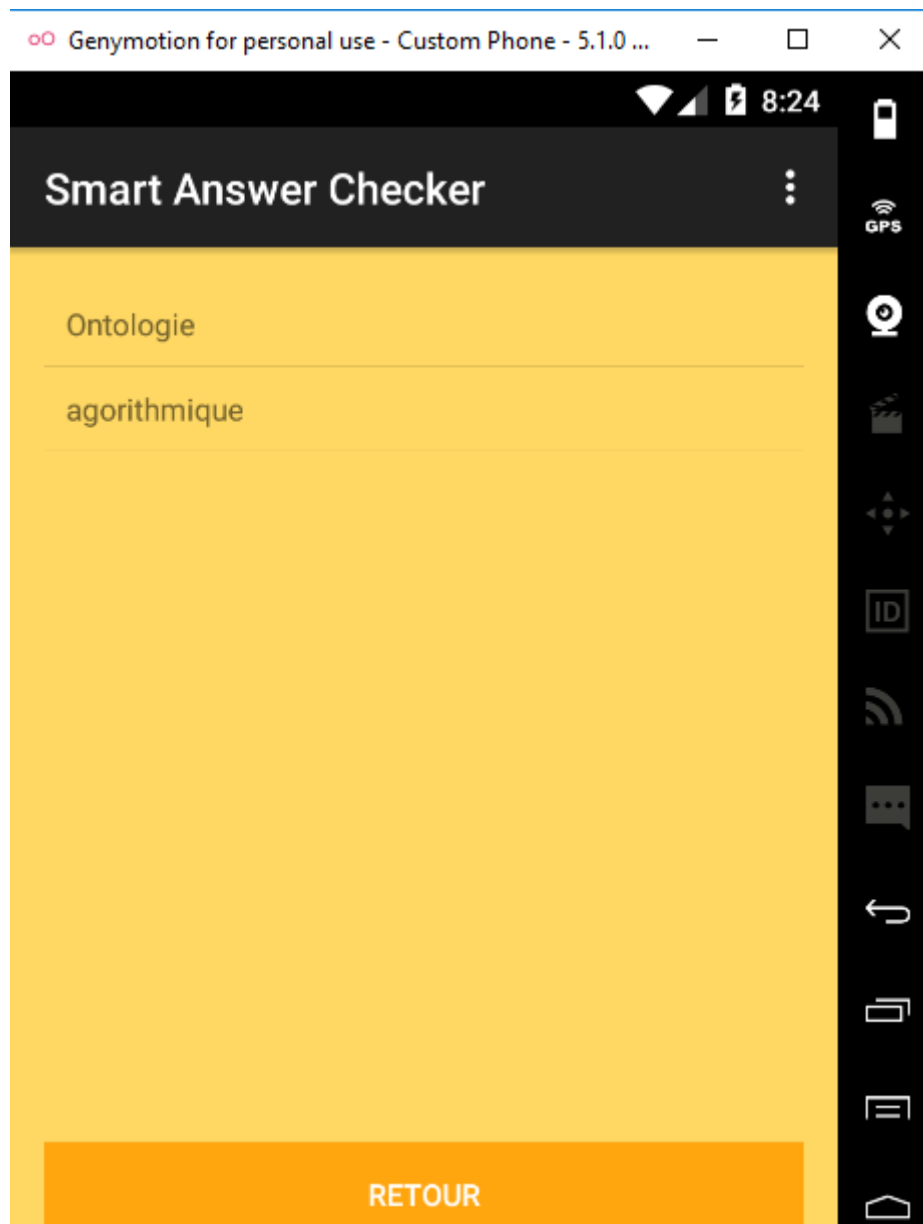 Genymotion for personal use - Custom Phone - 5.1.0 ...
8:24
Smart Answer Checker
GPS
Ontologie
agorithmique
ID
RETOUR